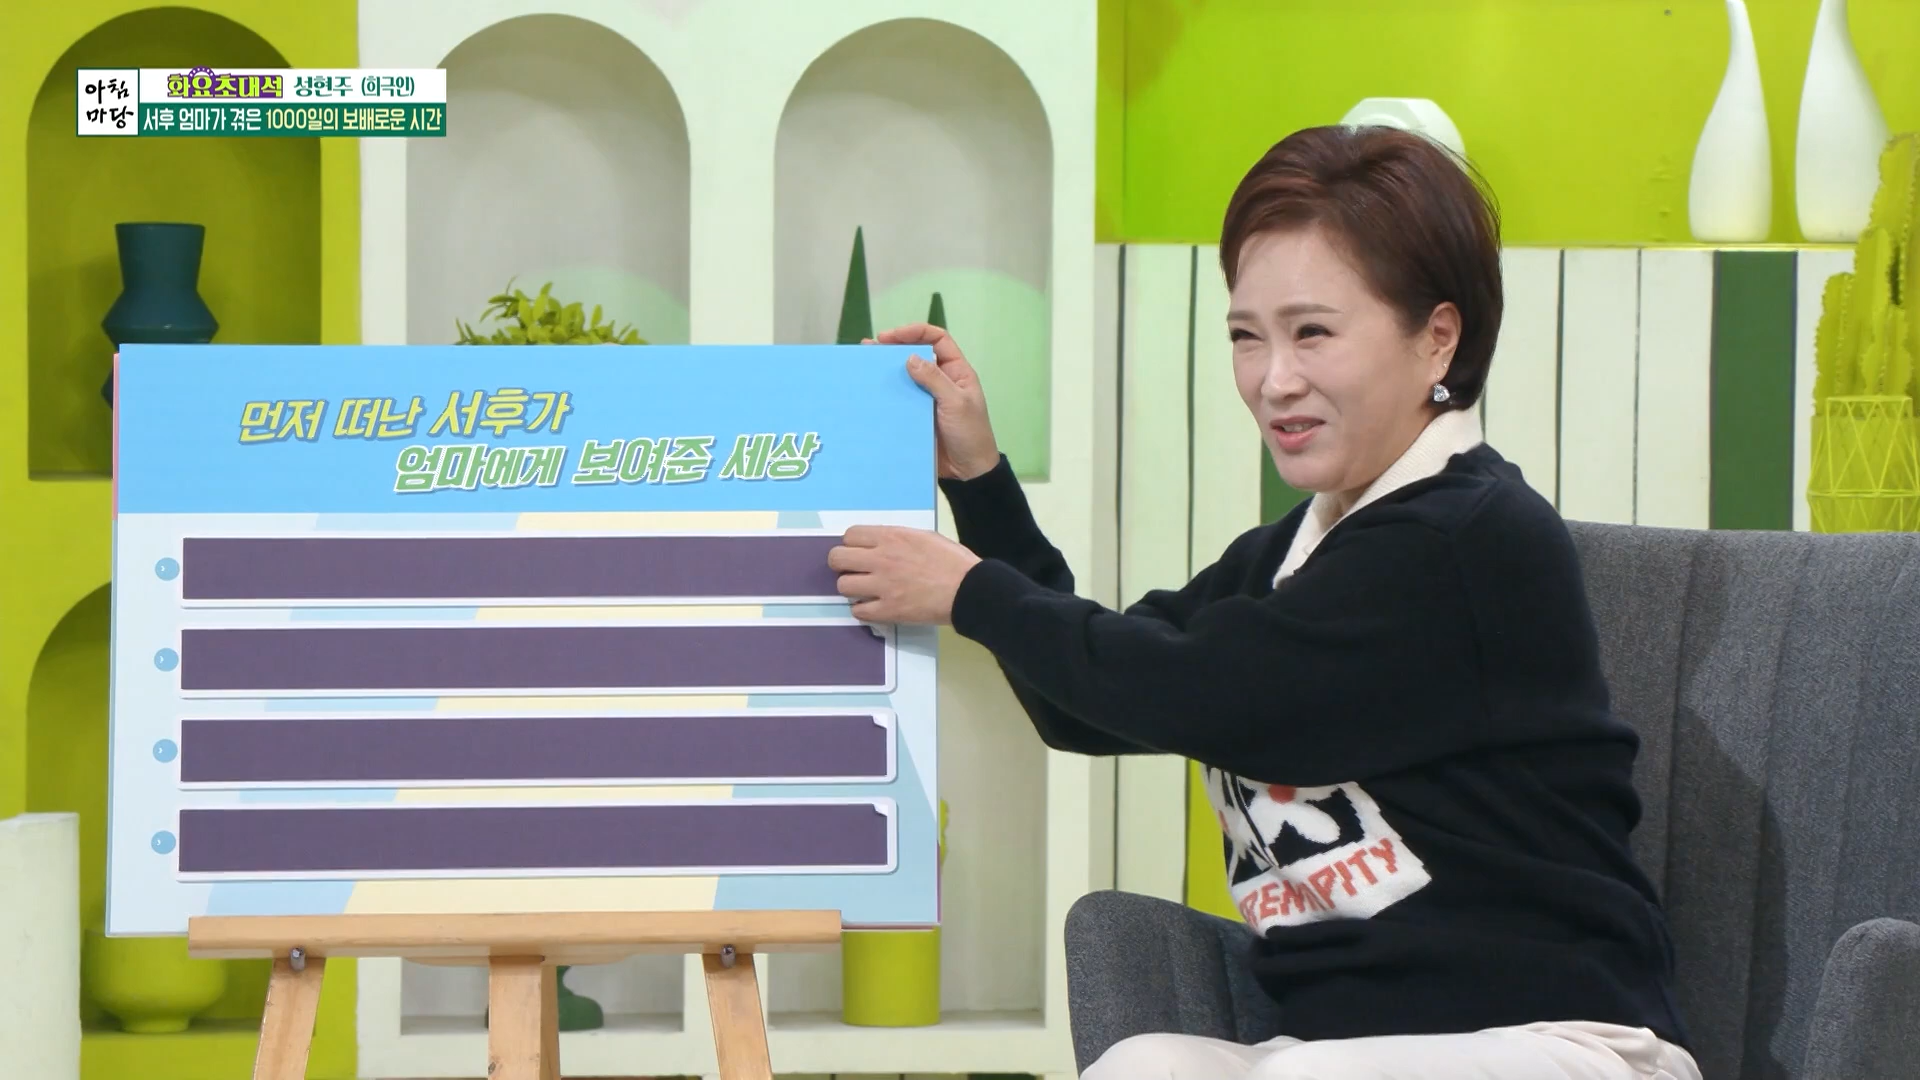 아침
마당
화요초대석 성현주 (희극인)
서후 엄마가 겪은 1000일의 보배로운 시간
먼저 떠난 서후가
엄마에게 보여준 세상